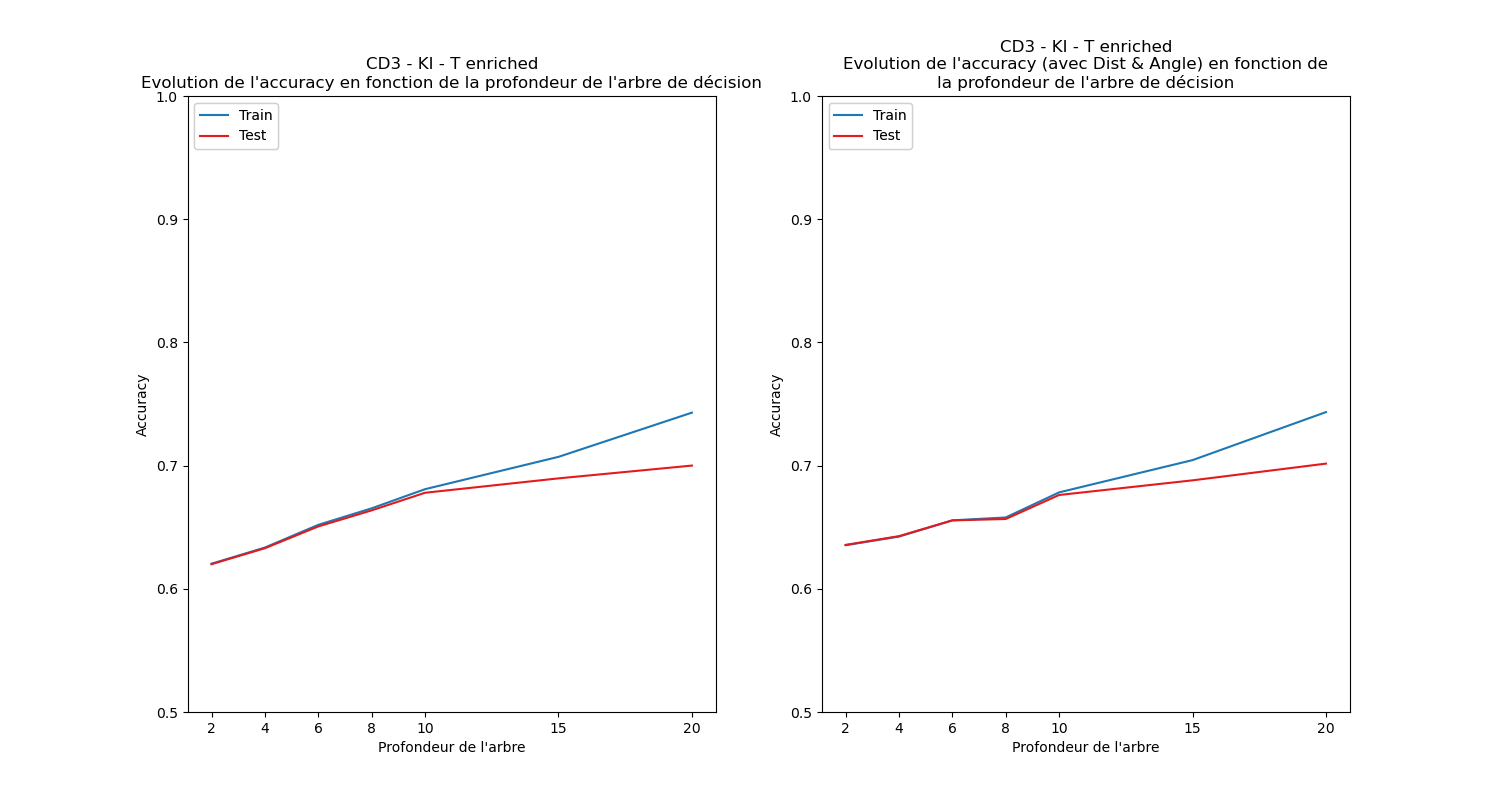 CD3 - KI - T enriched
Evolution de l'accuracy en fonction de la profondeur de l'arbre de décision
Train
Test
1.0
0.9
0.8
0.7
0.6
0.5
Accuracy
2 4 6 8 10 15 20
Profondeur de l'arbre
CD3 - KI - T enriched
Evolution de l'accuracy (avec Dist & Angle) en fonction de
la profondeur de l'arbre de décision
Train
Test
1.0
0.9
0.8
0.7
0.6
0.5
Accuracy
2 4 6 8 10 15 20
Profondeur de l'arbre